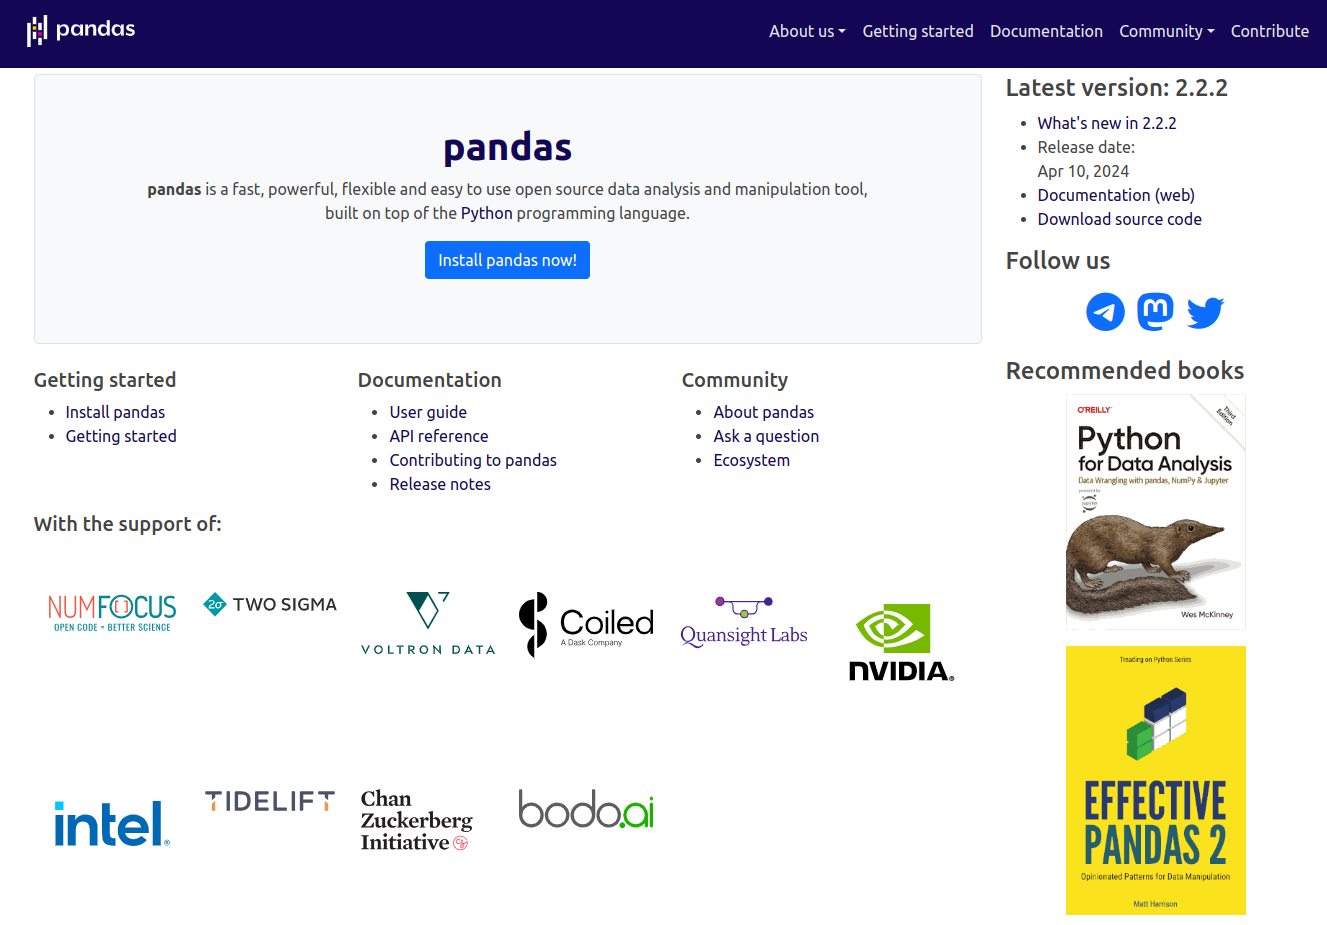 pandas
About us
Getting started
Documentation
Community
Contribute
pandas
pandas is a fast, powerful, flexible and easy to use open source data analysis and manipulation tool,
built on top of the Python programming language.
Install pandas now!
Getting started
Install pandas
Getting started
Documentation
User guide
API reference
Contributing to pandas
Release notes
Community
About pandas
Ask a question
Ecosystem
With the support of:
NUMFOCUS
OPEN CODE = BETTER SCIENCE
2σ TWO SIGMA
VOLTRON DATA
Coiled
A Dask Company
Quansight Labs
NVIDIA.
intel®
TIDELIFT
Chan
Zuckerberg
Initiative
bodo.ai
Latest version: 2.2.2
What's new in 2.2.2
Release date:
Apr 10, 2024
Documentation (web)
Download source code
Follow us
Recommended books
O'REILLY
Third
Edition
Python
for Data Analysis
Data Wrangling with pandas, NumPy & Jupyter
powered by
jupyter
Wes McKinney
Treading on Python Series
EFFECTIVE
PANDAS 2
Opinionated Patterns for Data Manipulation
Matt Harrison